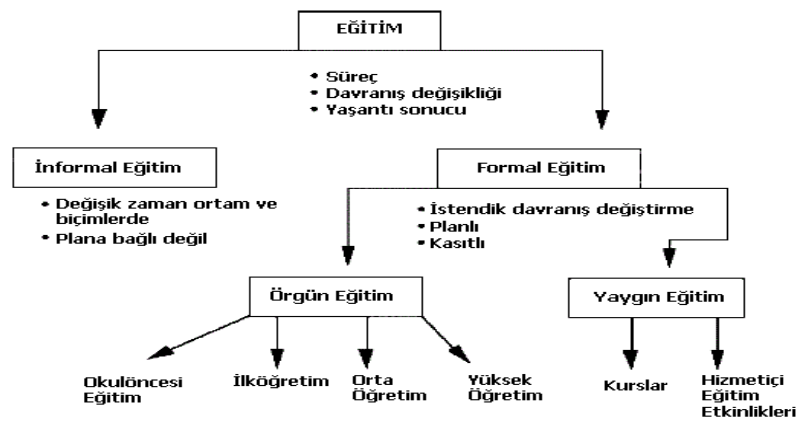 EĞİTİM
• Süreç
• Davranış değişikliği
• Yaşantı sonucu
İnformal Eğitim
Formal Eğitim
• Değişik zaman ortam ve
biçimlerde
• Plana bağlı değil
• İstendik davranış değiştirme
• Planlı
• Kasıtlı
Örgün Eğitim
Yaygın Eğitim
Okulöncesi
Eğitim
İlköğretim
Orta
Öğretim
Yüksek
Öğretim
Kurslar
Hizmetiçi
Eğitim
Etkinlikleri